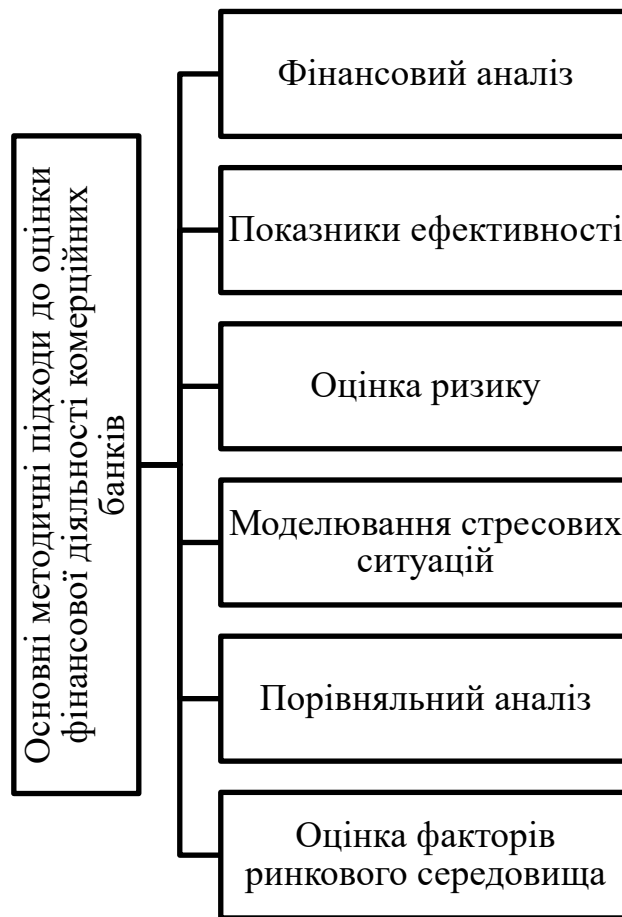 Основні методичні підходи до оцінки
фінансової діяльності комерційних
банків
Фінансовий аналіз
Показники ефективності
Оцінка ризику
Моделювання стресових
ситуацій
Порівняльний аналіз
Оцінка факторів
ринкового середовища